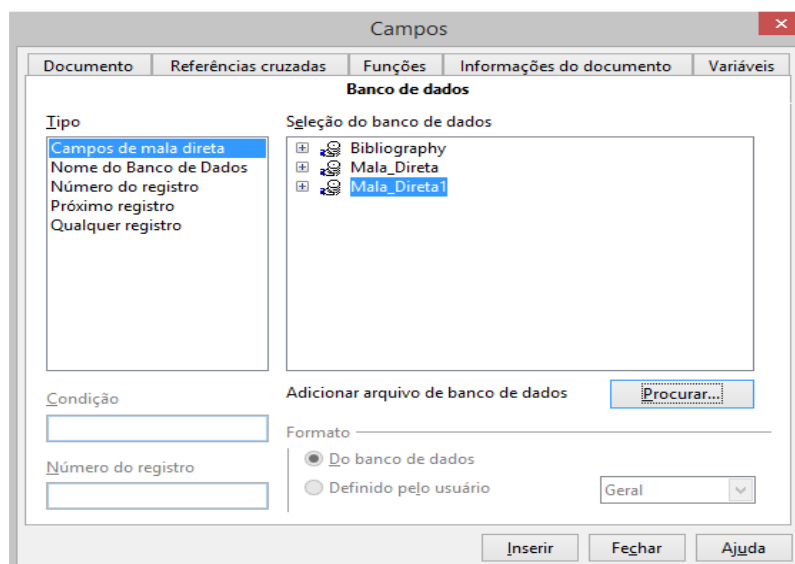 Campos
Documento Referências cruzadas Funções Informações do documento Variáveis
Banco de dados
Tipo
Campos de mala direta
Nome do Banco de Dados
Número do registro
Próximo registro
Qualquer registro
Seleção do banco de dados
Bibliography
Mala_Direta
Mala_Direta1
Adicionar arquivo de banco de dados Procurar...
Condição
Número do registro
Formato
Do banco de dados
Definido pelo usuário Geral
Inserir Fechar Ajuda